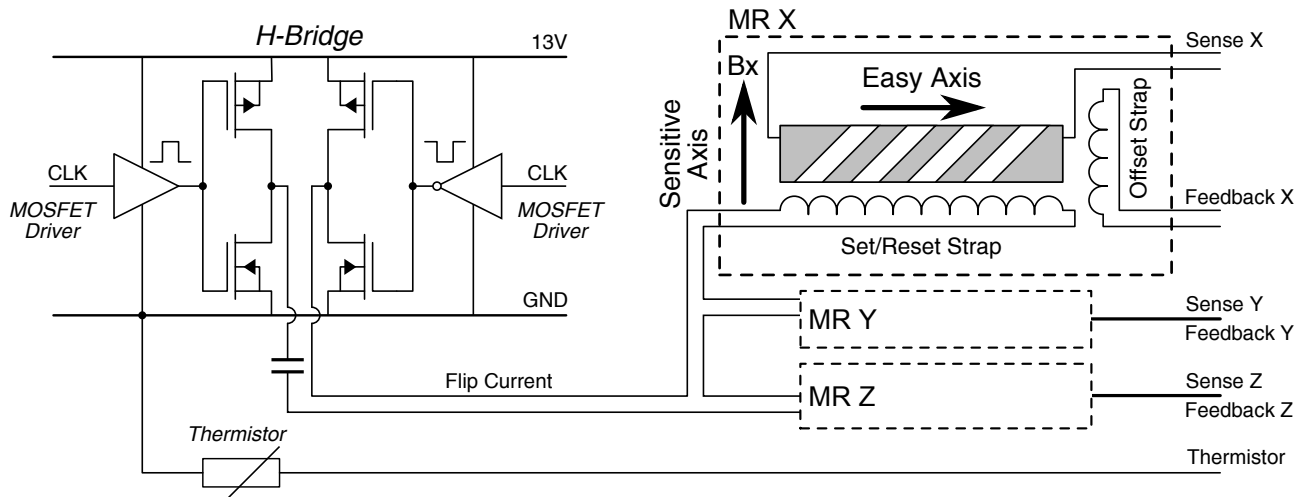 H-Bridge
13V
CLK
MOSFET
Driver
CLK
MOSFET
Driver
GND
Flip Current
Thermistor
MR X
Bx
Sensitive
Axis
Easy Axis
Set/Reset Strap
Offset Strap
Sense X
Feedback X
MR Y
Sense Y
Feedback Y
MR Z
Sense Z
Feedback Z
Thermistor